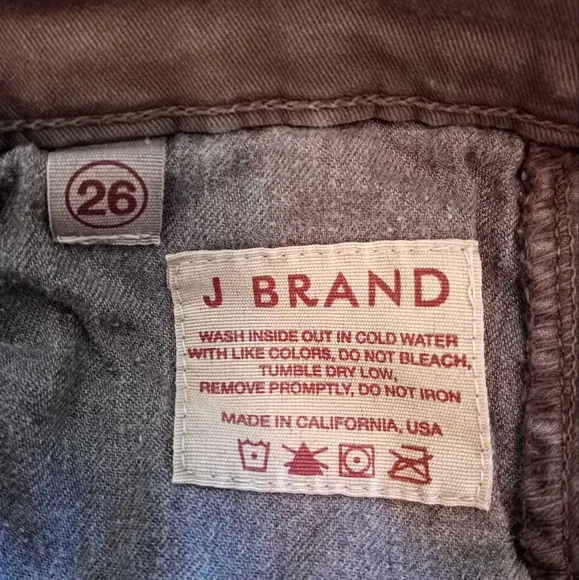 26
J BRAND
WASH INSIDE OUT IN COLD WATER
WITH LIKE COLORS, DO NOT BLEACH,
TUMBLE DRY LOW,
REMOVE PROMPTLY, DO NOT IRON
MADE IN CALIFORNIA, USA